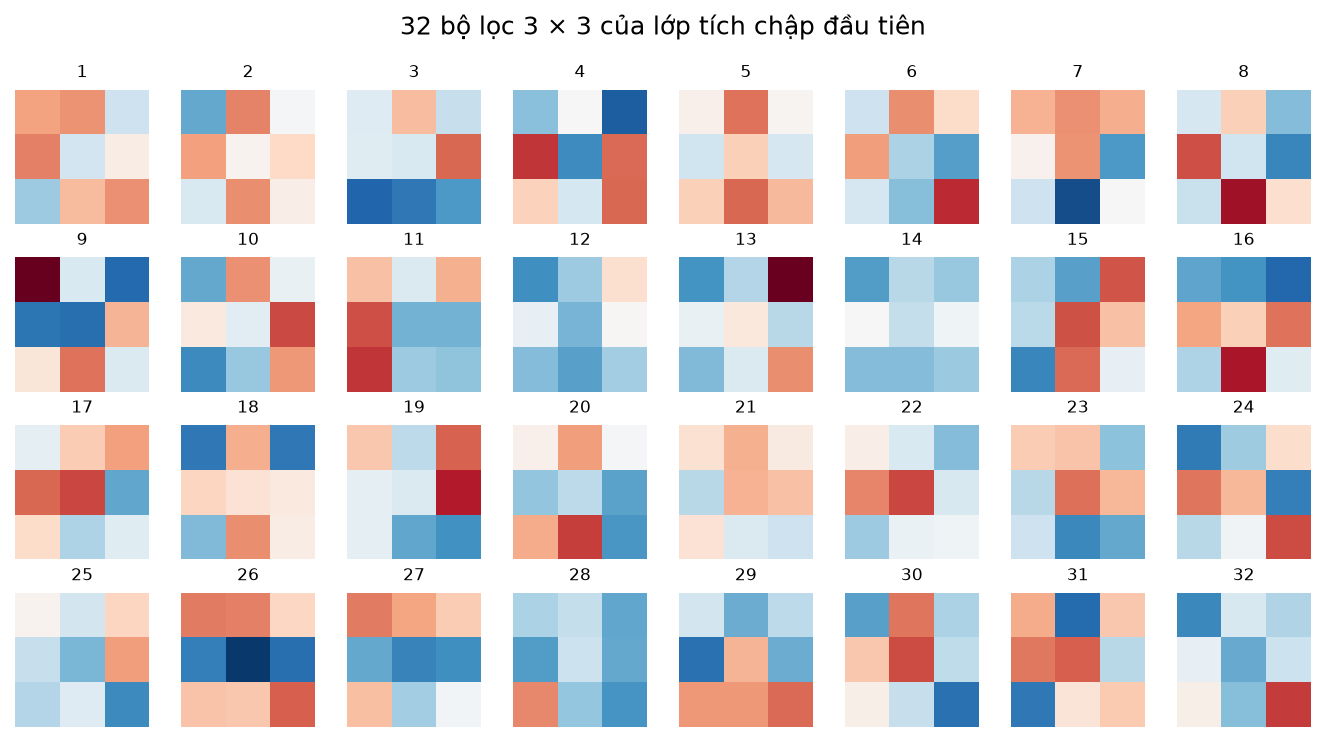 32 bộ lọc 3 × 3 của lớp tích chập đầu tiên
1 2 3 4 5 6 7 8
9 10 11 12 13 14 15 16
17 18 19 20 21 22 23 24
25 26 27 28 29 30 31 32